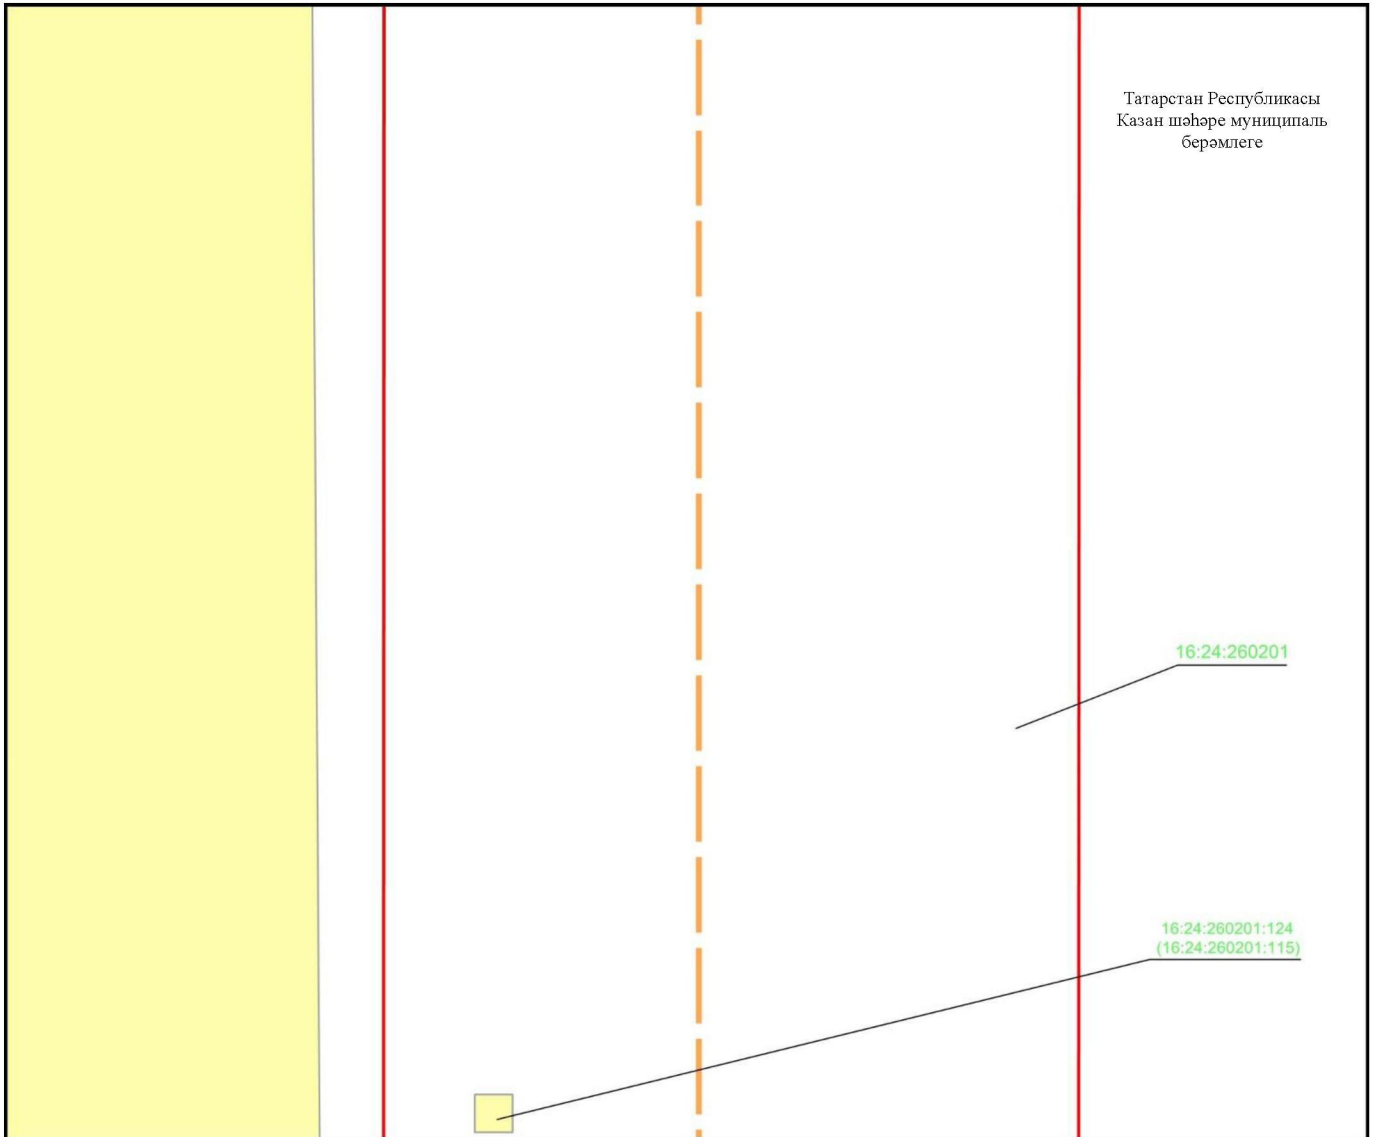 Татарстан Республикасы
Казан шәһәре муниципаль
берәмлеге
16:24:260201
16:24:260201:124
(16:24:260201:115)